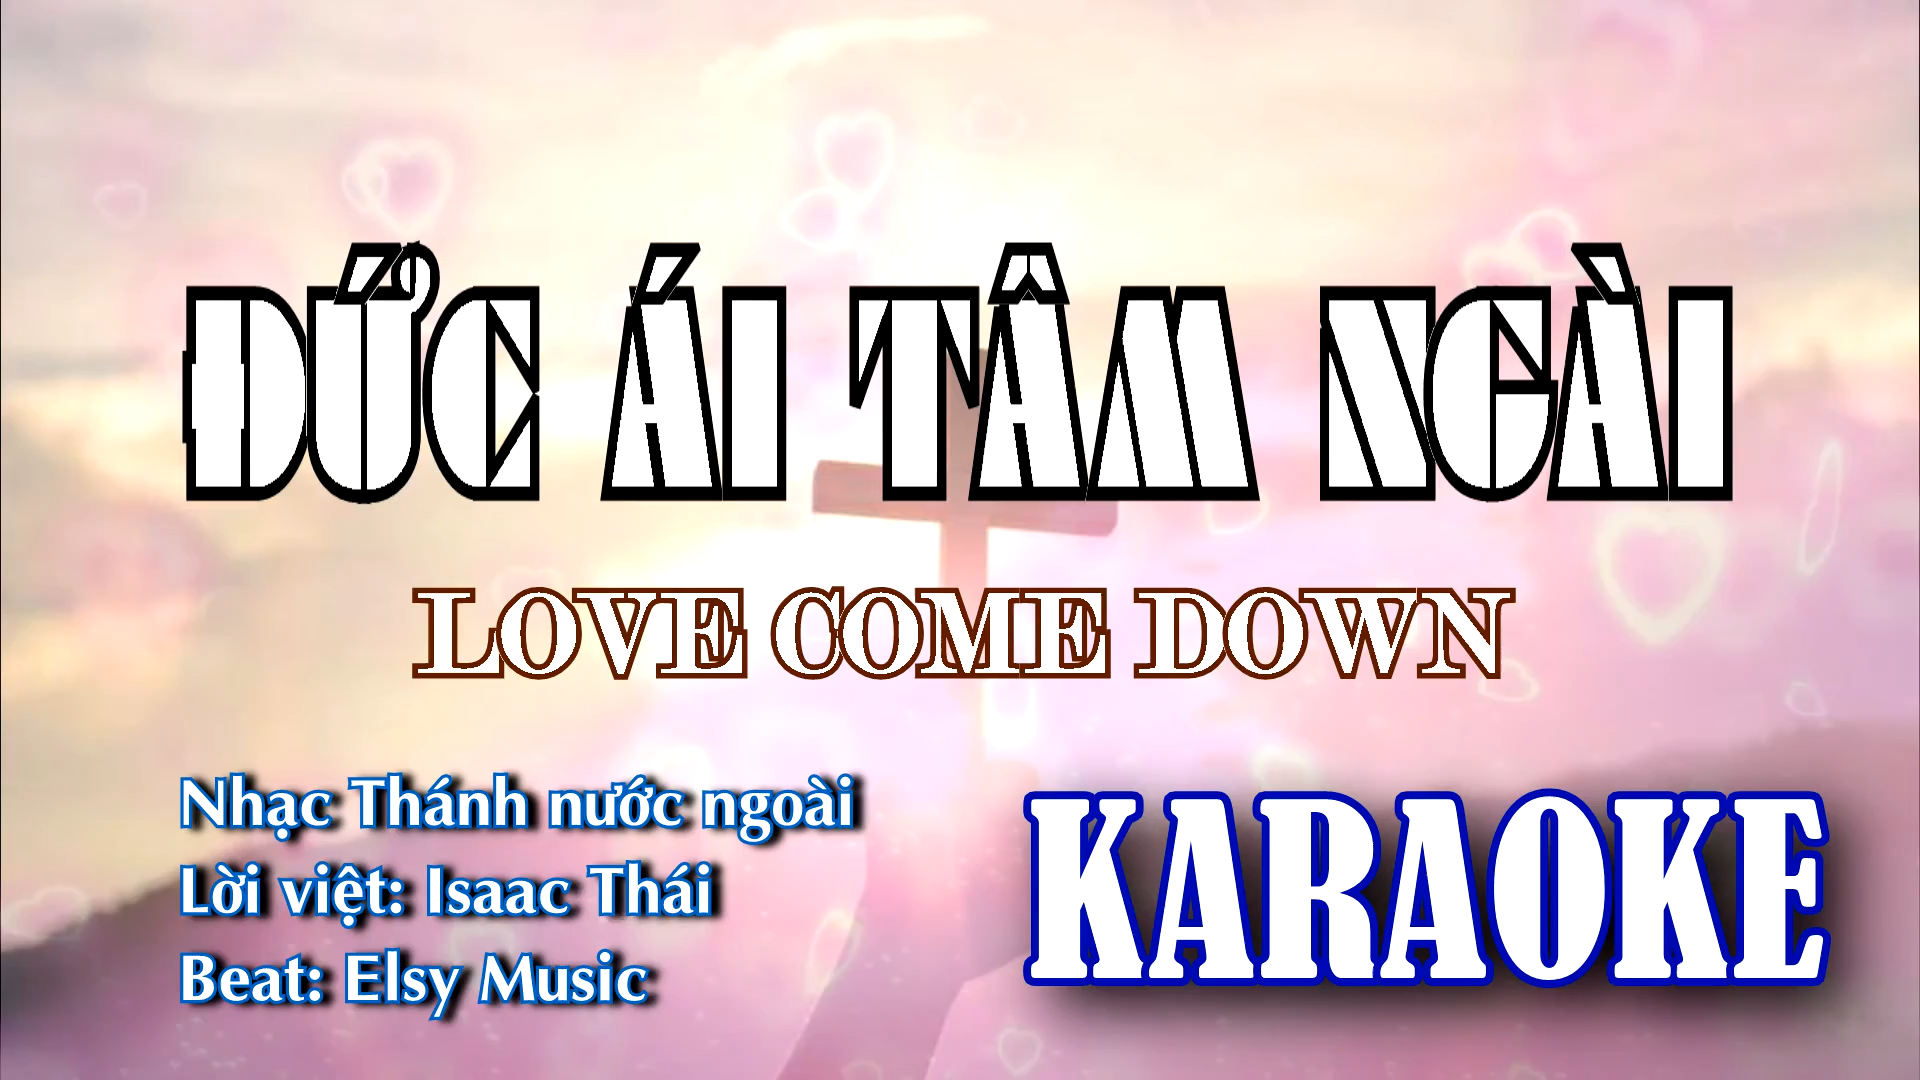 ĐỨC ÁI TÂM NGÀI
LOVE COME DOWN
Nhạc Thánh nước ngoài
Lời việt: Isaac Thái
Beat: Elsy Music
KARAOKE